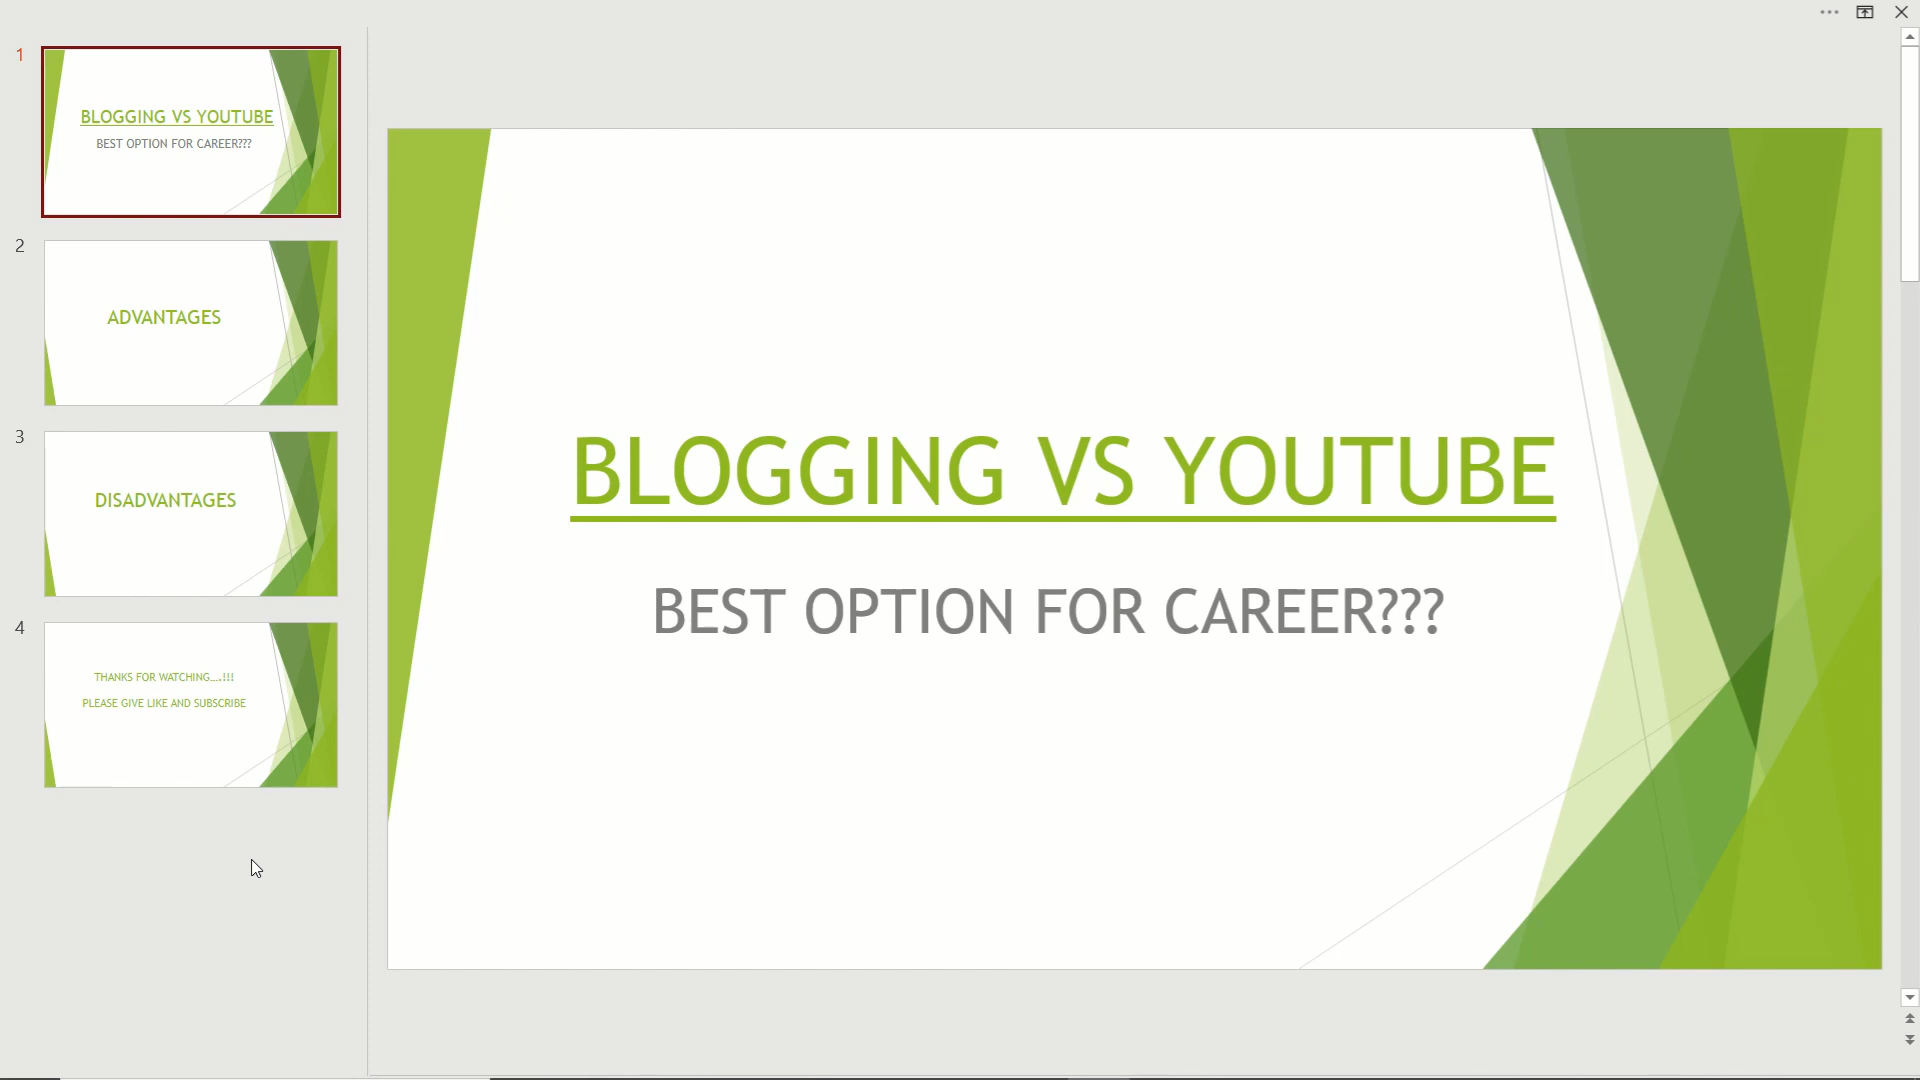 1
BLOGGING VS YOUTUBE
BEST OPTION FOR CAREER???
2
ADVANTAGES
3
DISADVANTAGES
4
THANKS FOR WATCHING....!!!
PLEASE GIVE LIKE AND SUBSCRIBE
BLOGGING VS YOUTUBE
BEST OPTION FOR CAREER???